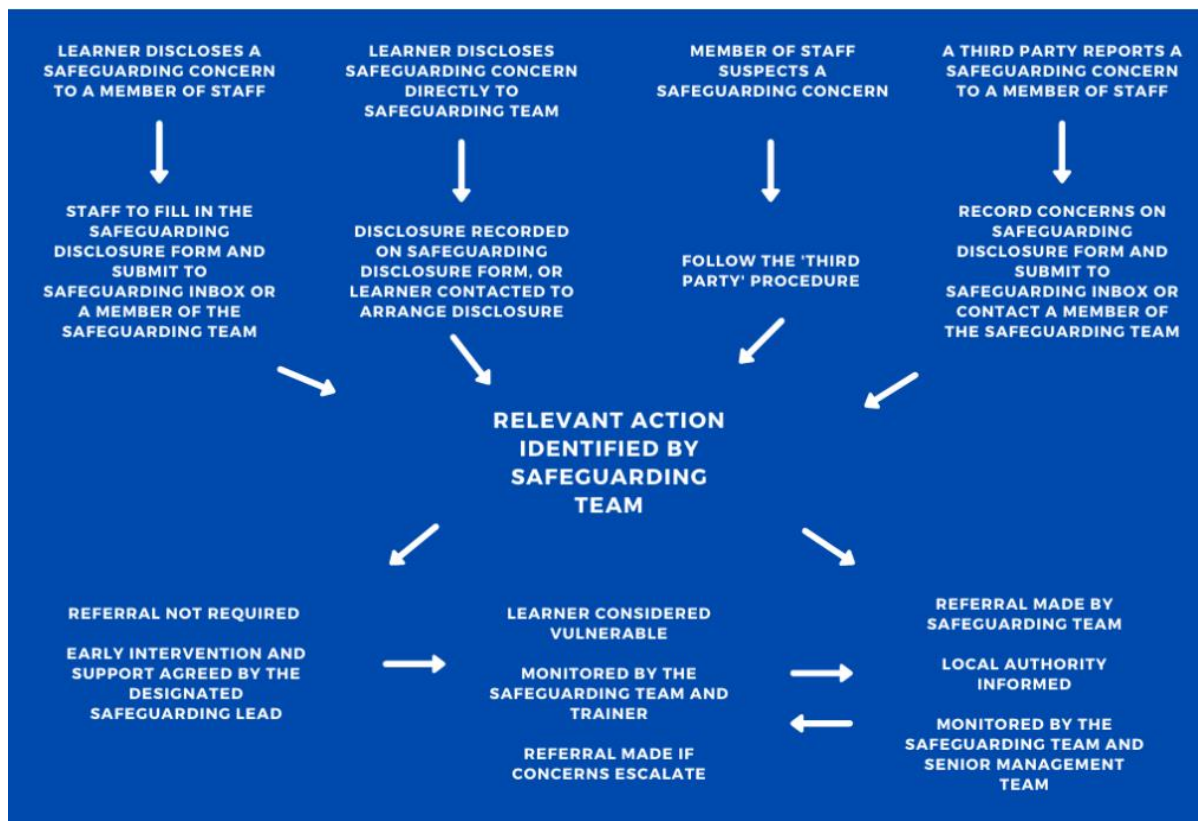 LEARNER DISCLOSES A
SAFEGUARDING CONCERN
TO A MEMBER OF STAFF
LEARNER DISCLOSES
SAFEGUARDING CONCERN
DIRECTLY TO
SAFEGUARDING TEAM
MEMBER OF STAFF
SUSPECTS A
SAFEGUARDING CONCERN
A THIRD PARTY REPORTS A
SAFEGUARDING CONCERN
TO A MEMBER OF STAFF
STAFF TO FILL IN THE
SAFEGUARDING
DISCLOSURE FORM AND
SUBMIT TO
SAFEGUARDING INBOX OR
A MEMBER OF THE
SAFEGUARDING TEAM
DISCLOSURE RECORDED
ON SAFEGUARDING
DISCLOSURE FORM, OR
LEARNER CONTACTED TO
ARRANGE DISCLOSURE
FOLLOW THE 'THIRD
PARTY' PROCEDURE
RECORD CONCERNS ON
SAFEGUARDING
DISCLOSURE FORM AND
SUBMIT TO
SAFEGUARDING INBOX OR
CONTACT A MEMBER OF
THE SAFEGUARDING TEAM
RELEVANT ACTION
IDENTIFIED BY
SAFEGUARDING
TEAM
REFERRAL NOT REQUIRED
EARLY INTERVENTION AND
SUPPORT AGREED BY THE
DESIGNATED
SAFEGUARDING LEAD
LEARNER CONSIDERED
VULNERABLE
MONITORED BY THE
SAFEGUARDING TEAM AND
TRAINER
REFERRAL MADE IF
CONCERNS ESCALATE
REFERRAL MADE BY
SAFEGUARDING TEAM
LOCAL AUTHORITY
INFORMED
MONITORED BY THE
SAFEGUARDING TEAM AND
SENIOR MANAGEMENT
TEAM